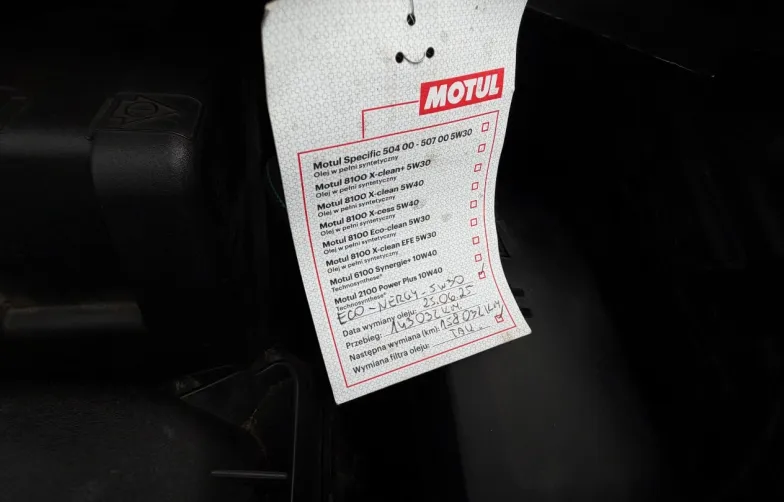 MOTUL
Motul Specific 504 00 - 507 00 5W30
Olej w pełni syntetyczny
Motul 8100 X-clean+ 5W30
Olej w pełni syntetyczny
Motul 8100 X-clean 5W40
Olej w pełni syntetyczny
Motul 8100 X-cess 5W40
Olej w pełni syntetyczny
Motul 8100 Eco-clean 5W30
Olej w pełni syntetyczny
Motul 8100 X-clean EFE 5W30
Olej w pełni syntetyczny
Motul 6100 Synergie+ 10W40
Technosynthese®
Motul 2100 Power Plus 10W40
Technosynthese®
ECO-NERGY-5W30
Data wymiany oleju: 23.06.25
Przebieg: 143032 KM
Następna wymiana (km): 158032 KM
Wymiana filtra oleju: TAK